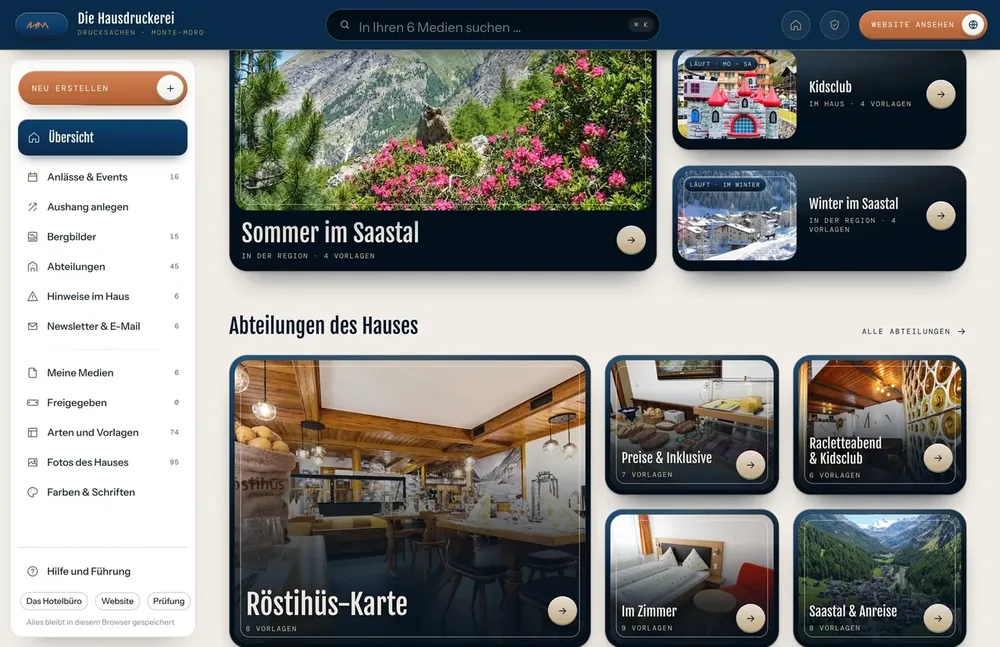 Die Hausdruckerei
DRUCKSACHEN · MONTE-MORO
In Ihren 6 Medien suchen ...
⌘ K
WEBSITE ANSEHEN
NEU ERSTELLEN
Übersicht
Anlässe & Events 16
Aushang anlegen
Bergbilder 15
Abteilungen 45
Hinweise im Haus 6
Newsletter & E-Mail 6
Meine Medien 6
Freigegeben 0
Arten und Vorlagen 74
Fotos des Hauses 95
Farben & Schriften
Hilfe und Führung
Das Hotelbüro
Website
Prüfung
Alles bleibt in diesem Browser gespeichert
Sommer im Saastal
IN DER REGION · 4 VORLAGEN
LÄUFT · MO - SA
Kidsclub
IM HAUS · 4 VORLAGEN
LÄUFT · IM WINTER
Winter im Saastal
IN DER REGION · 4
VORLAGEN
Abteilungen des Hauses
ALLE ABTEILUNGEN →
östihüs
Röstihüs-Karte
8 VORLAGEN
Preise & Inklusive
7 VORLAGEN
Racletteabend
& Kidsclub
6 VORLAGEN
Im Zimmer
9 VORLAGEN
Saastal & Anreise
8 VORLAGEN